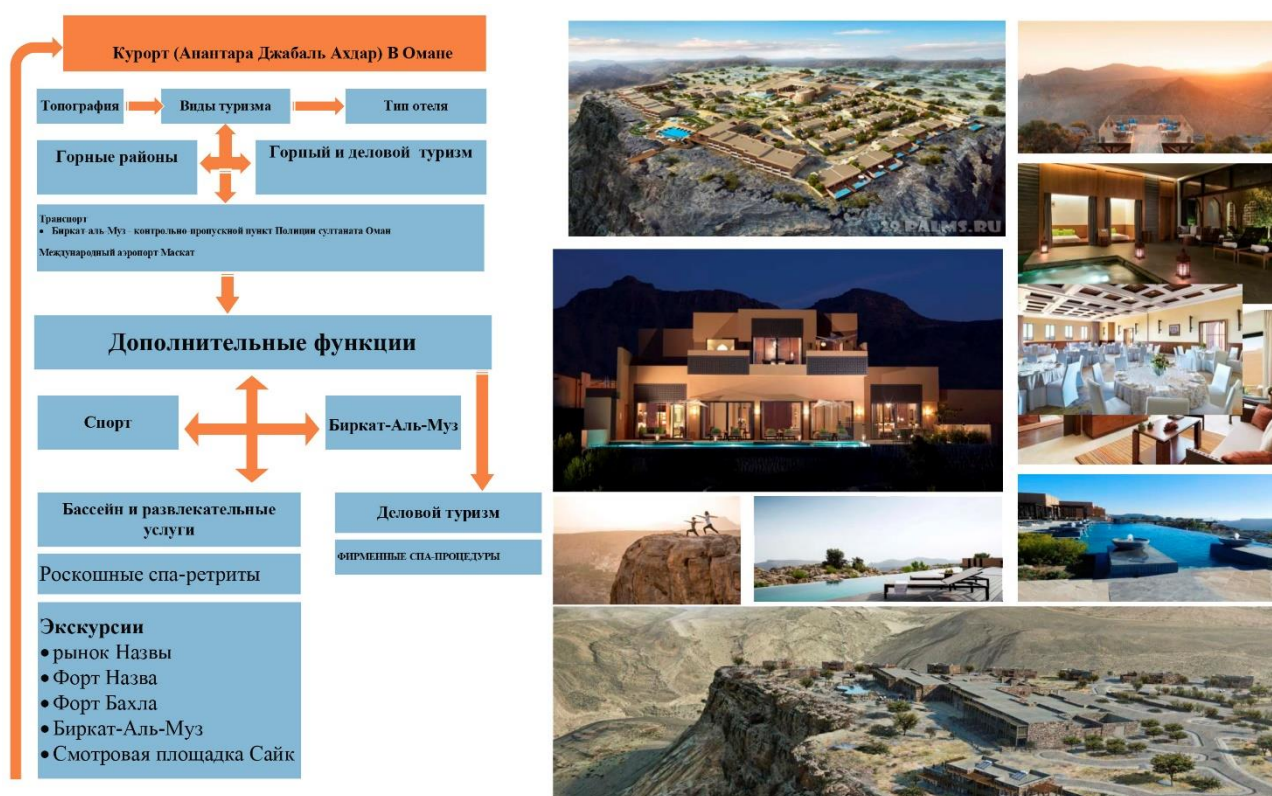 Курорт (Анантара Джабаль Ахдар) В Омане
Топография
Виды туризма
Тип отеля
Горные районы
Горный и деловой туризм
Транспорт
• Биркат-аль-Муз – контрольно-пропускной пункт Полиции султаната Оман
Международный аэропорт Маскат
Дополнительные функции
Спорт
Биркат-Аль-Муз
Бассейн и развлекательные
услуги
Деловой туризм
ФИРМЕННЫЕ СПА-ПРОЦЕДУРЫ
Роскошные спа-ретриты
Экскурсии
• рынок Назвы
• Форт Назва
• Форт Бахла
• Биркат-Аль-Муз
• Смотровая площадка Сайк
39 PALMS.RU